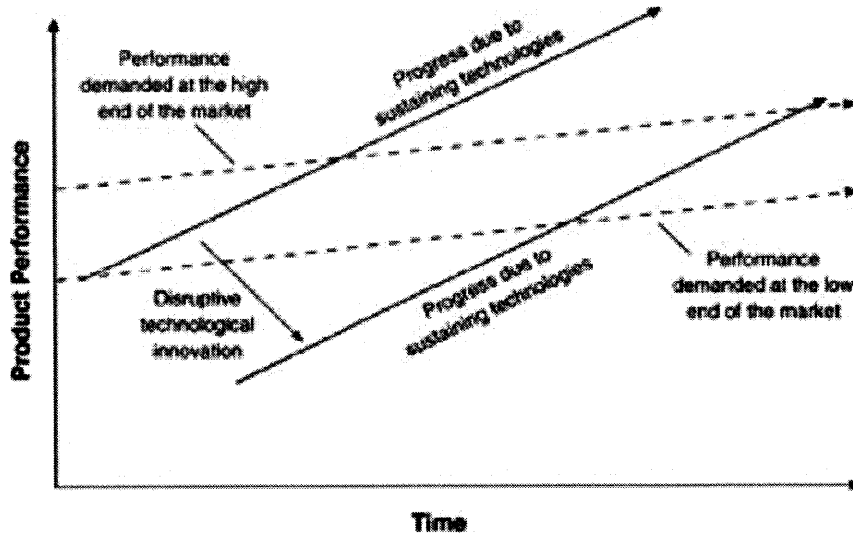 Performance
demanded at the high
end of the market
Progress due to
sustaining technologies
Product Performance
Disruptive
technological
innovation
Progress due to
sustaining technologies
Performance
demanded at the low
end of the market
Time